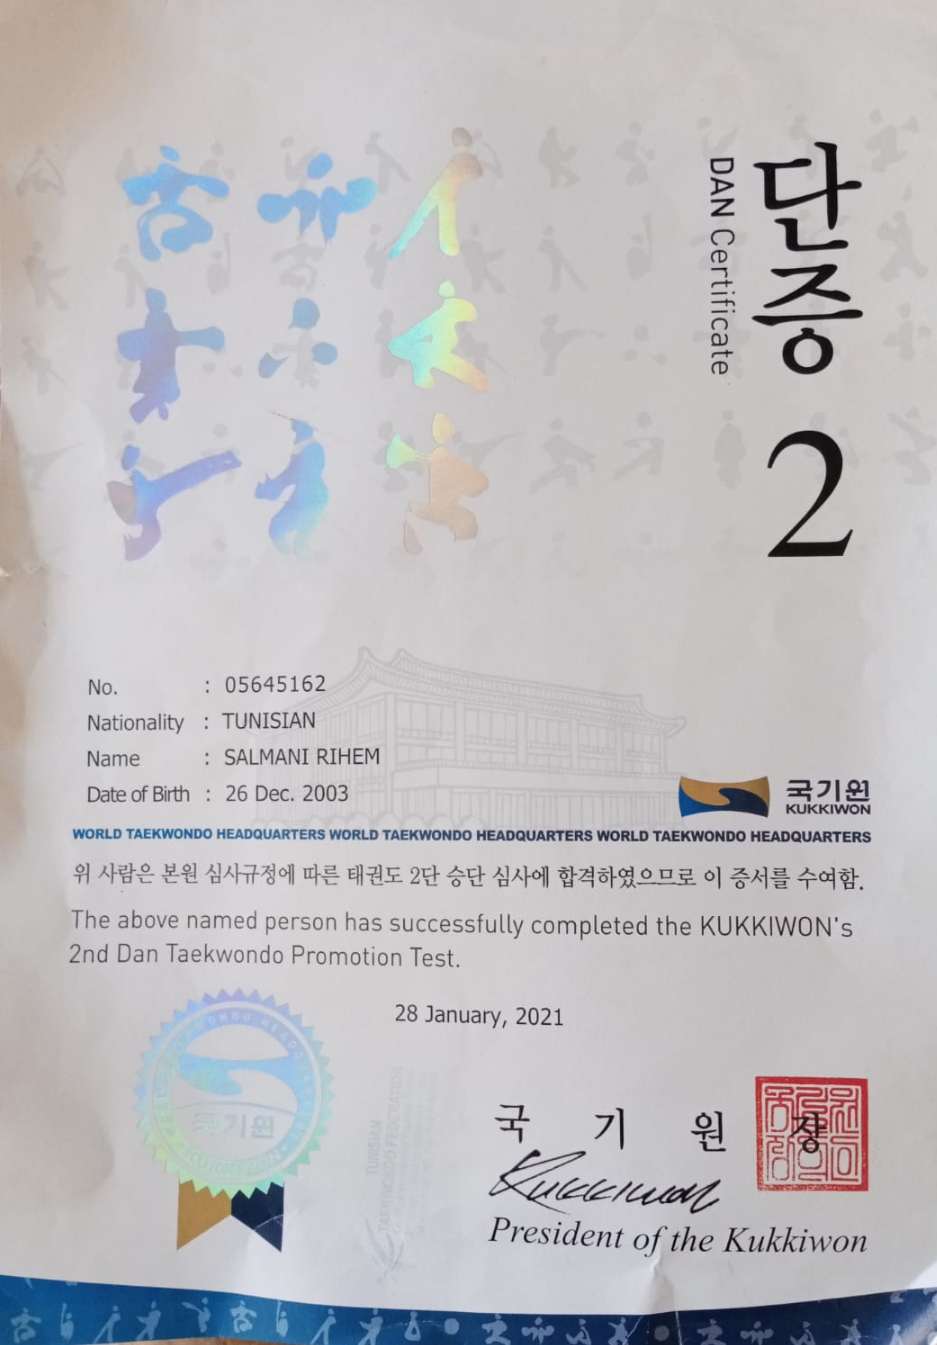 단증
DAN Certificate
2
No. : 05645162
Nationality : TUNISIAN
Name : SALMANI RIHEM
Date of Birth : 26 Dec. 2003
국기원
KUKKIWON
WORLD TAEKWONDO HEADQUARTERS WORLD TAEKWONDO HEADQUARTERS WORLD TAEKWONDO HEADQUARTERS
위 사람은 본원 심사규정에 따른 태권도 2단 승단 심사에 합격하였으므로 이 증서를 수여함.
The above named person has successfully completed the KUKKIWON's
2nd Dan Taekwondo Promotion Test.
28 January, 2021
국기원
KUKKIWON
TUNISIAN
TAEKWONDO FEDERATION
국 기 원 장
Kukkiwon
President of the Kukkiwon